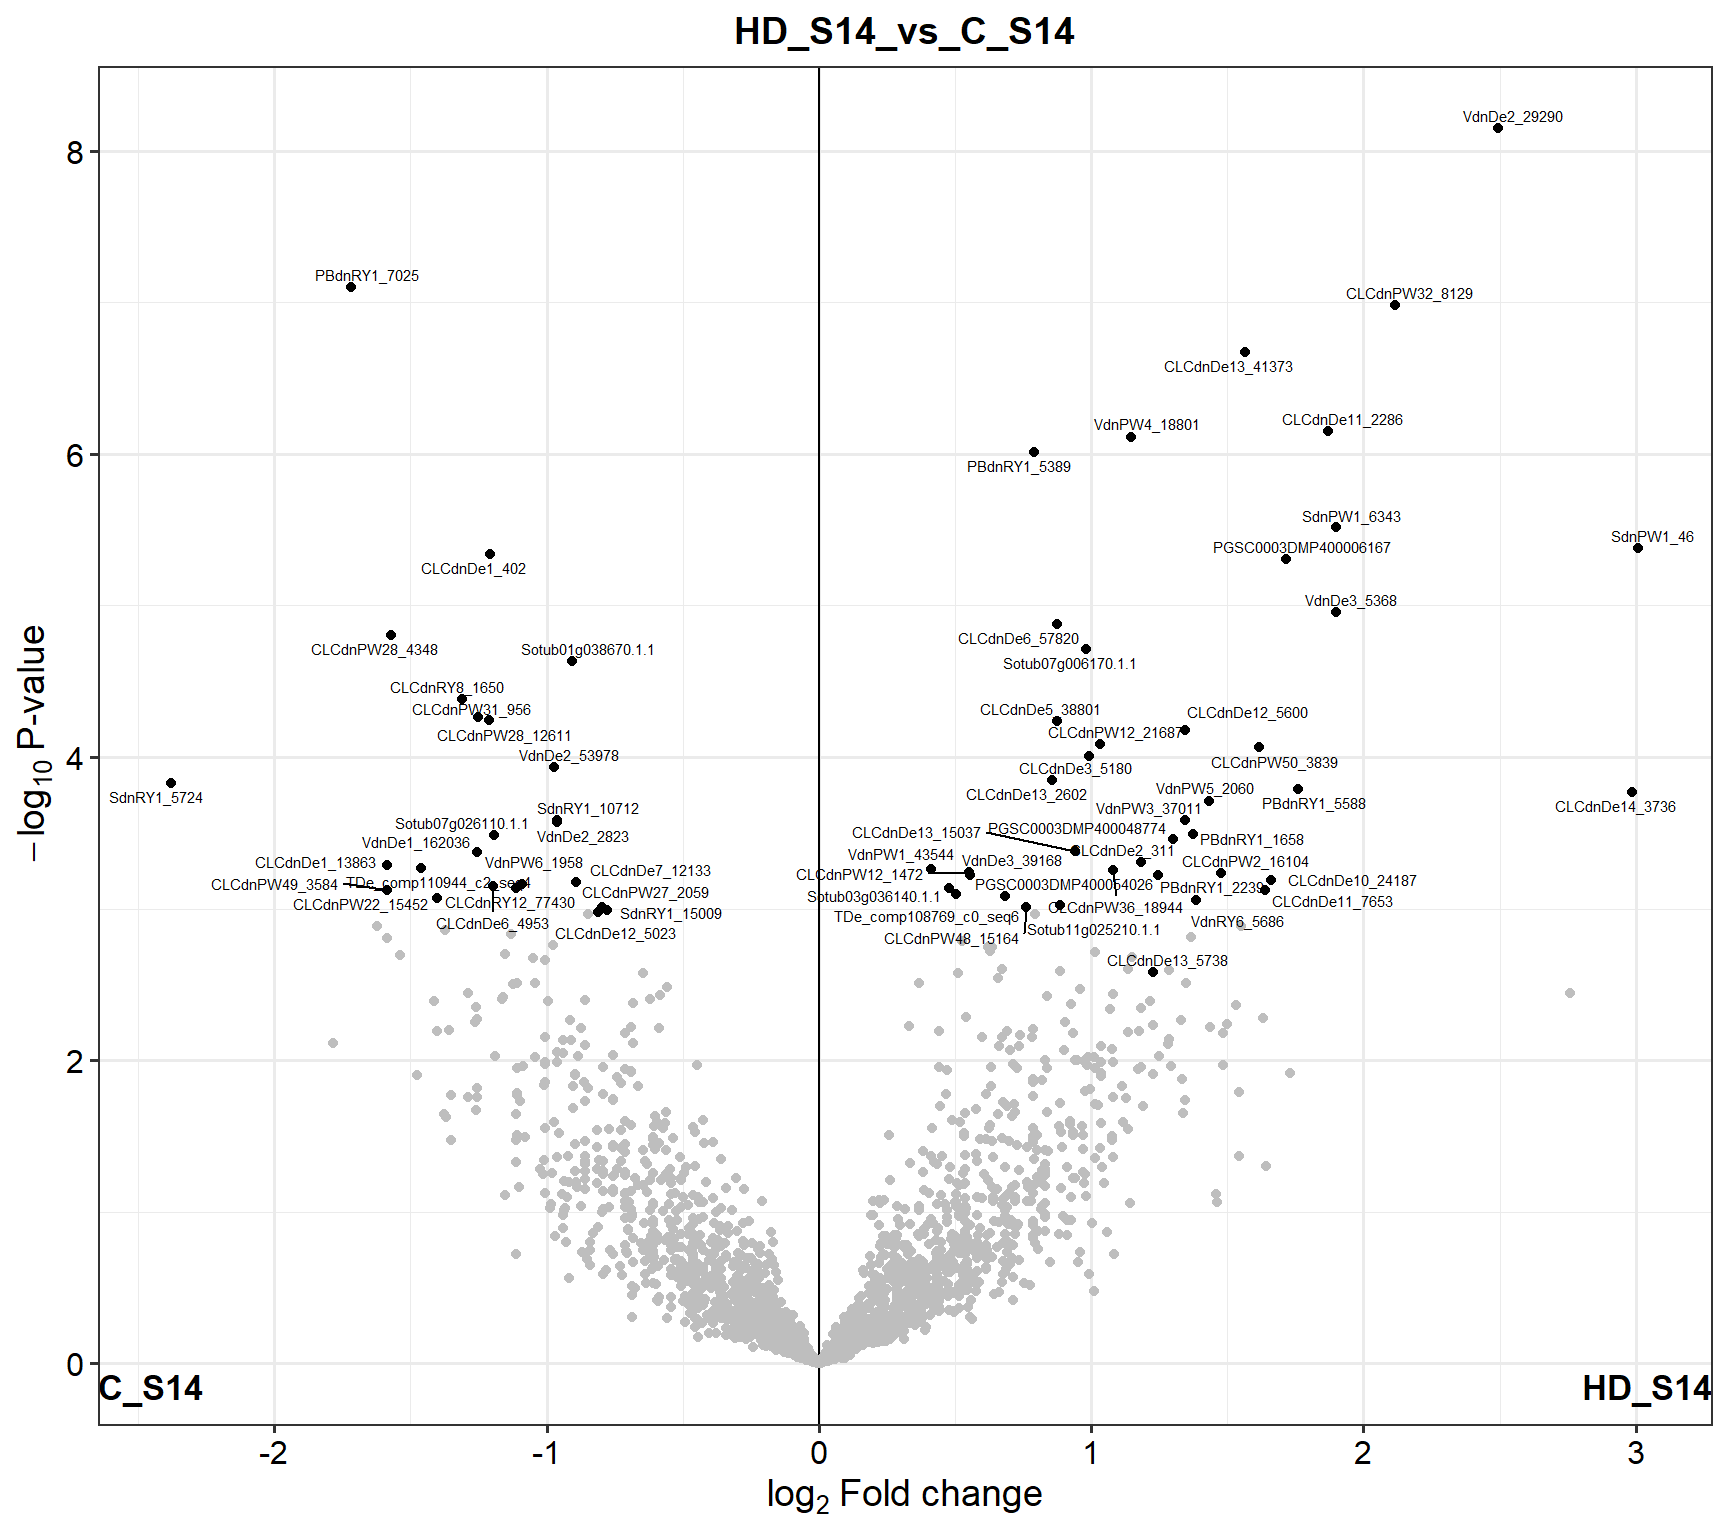 HD_S14_vs_C_S14
VdnDe2_29290
8
PBdnRY1_7025
CLCdnPW32_8129
CLCdnDe13_41373
CLCdnDe11_2286
VdnPW4_18801
6
PBdnRY1_5389
SdnPW1_6343
SdnPW1_46
PGSC0003DMP400006167
CLCdnDe1_402
VdnDe3_5368
CLCdnDe6_57820
CLCdnPW28_4348
Sotub01g038670.1.1
Sotub07g006170.1.1
CLCdnRY8_1650
CLCdnPW31_956
CLCdnDe5_38801
CLCdnDe12_5600
CLCdnPW28_12611
CLCdnPW12_21687
4
VdnDe2_53978
CLCdnPW50_3839
CLCdnDe3_5180
SdnRY1_5724
CLCdnDe13_2602
VdnPW5_2060
PBdnRY1_5588
CLCdnDe14_3736
SdnRY1_10712
VdnPW3_37011
Sotub07g026110.1.1
VdnDe2_2823
CLCdnDe13_15037
PGSC0003DMP400048774
PBdnRY1_1658
VdnDe1_162036
VdnPW1_43544
CLCdnDe2_311
CLCdnDe1_13863
VdnPW6_1958
VdnDe3_39168
CLCdnPW2_16104
CLCdnDe7_12133
CLCdnPW12_1472
CLCdnPW49_3584
TDe_comp110944_c2_seq4
PGSC0003DMP400054026
PBdnRY1_2239
CLCdnDe10_24187
CLCdnPW27_2059
Sotub03g036140.1.1
CLCdnPW22_15452
CLCdnRY12_77430
CLCdnPW36_18944
CLCdnDe11_7653
SdnRY1_15009
TDe_comp108769_c0_seq6
CLCdnDe6_4953
VdnRY6_5686
CLCdnDe12_5023
CLCdnPW48_15164
Sotub11g025210.1.1
CLCdnDe13_5738
2
0
C_S14
HD_S14
-2
-1
0
1
2
3
log2 Fold change
−log10 P-value